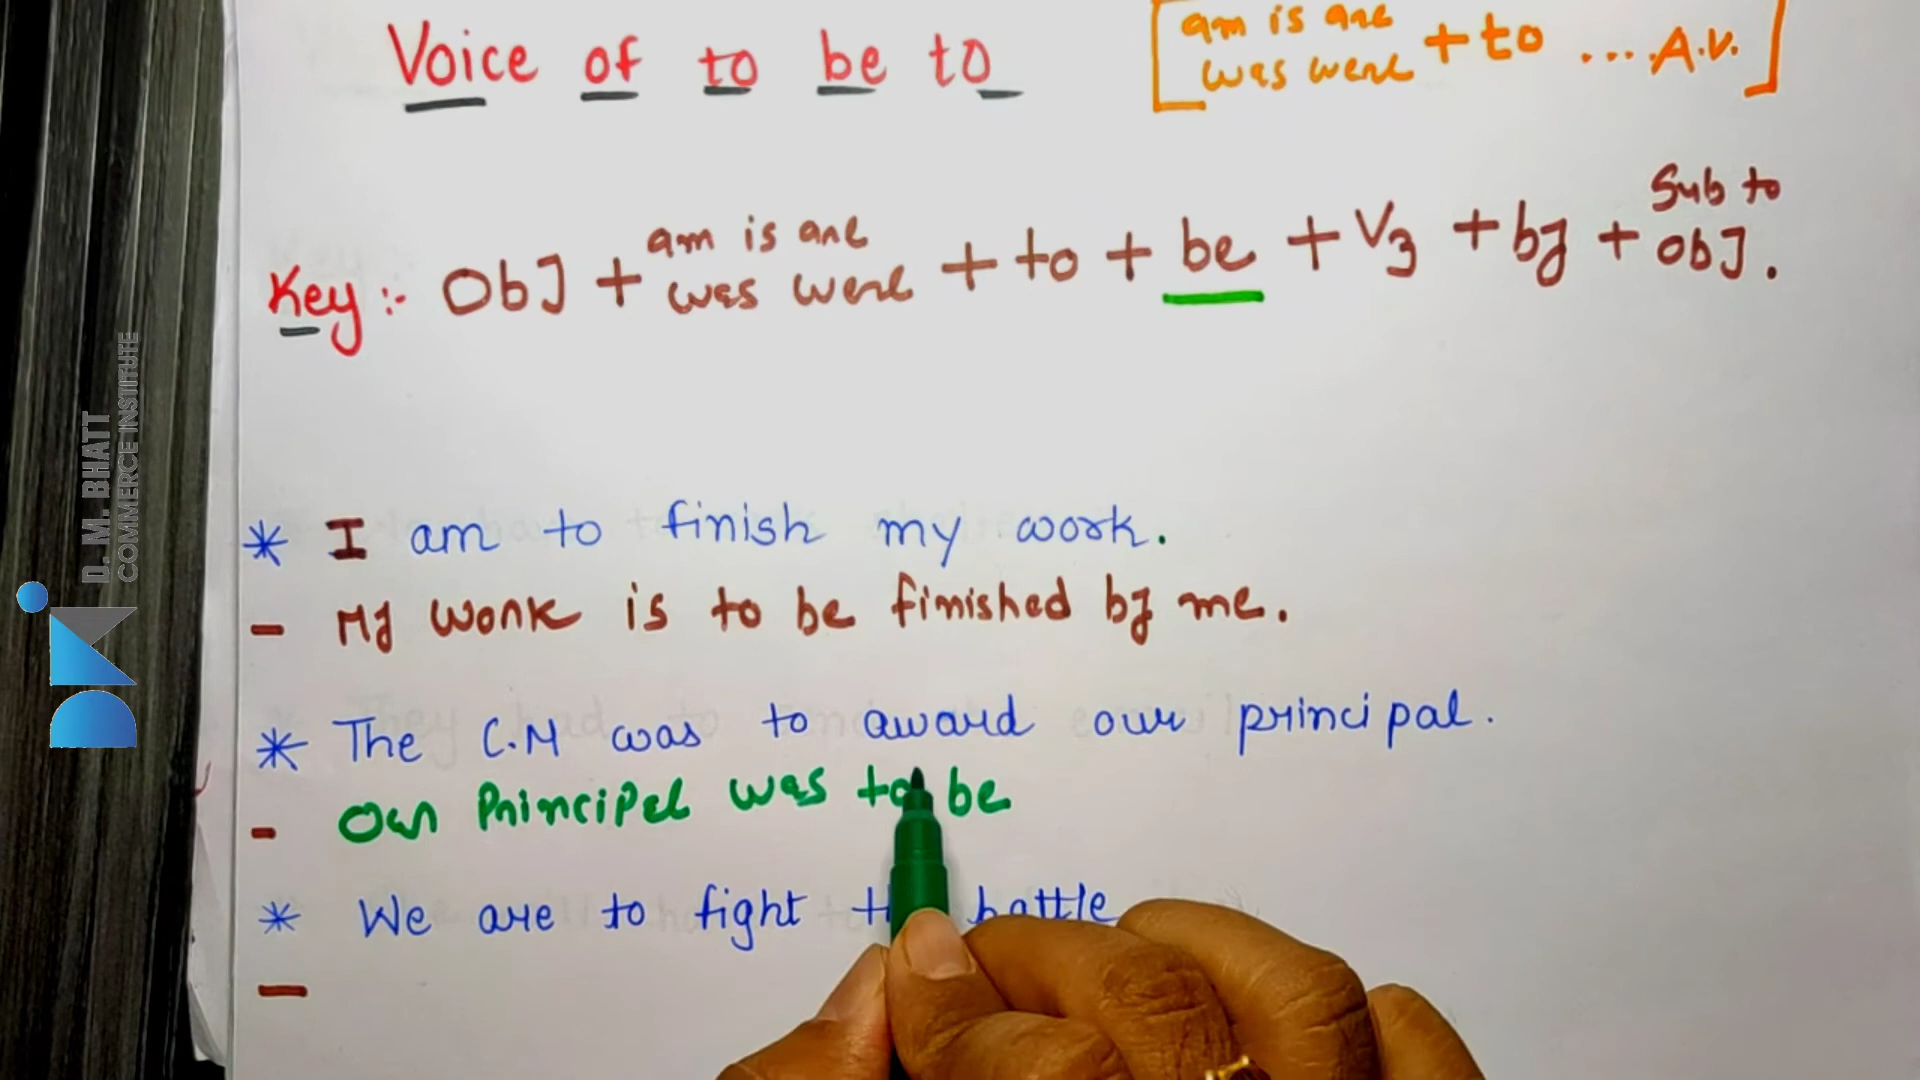 Voice of to be to
am is are
was were + to ... A.V.
Sub to
Key :- Obj + am is are
was were + to + be + V3 + by + Obj.
* I am to finish my work.
- My work is to be finished by me.
* The C.M was to award our principal.
- Our Principal was to be
* We are to fight battle
-
D. M. BHATT
COMMERCE INSTITUTE